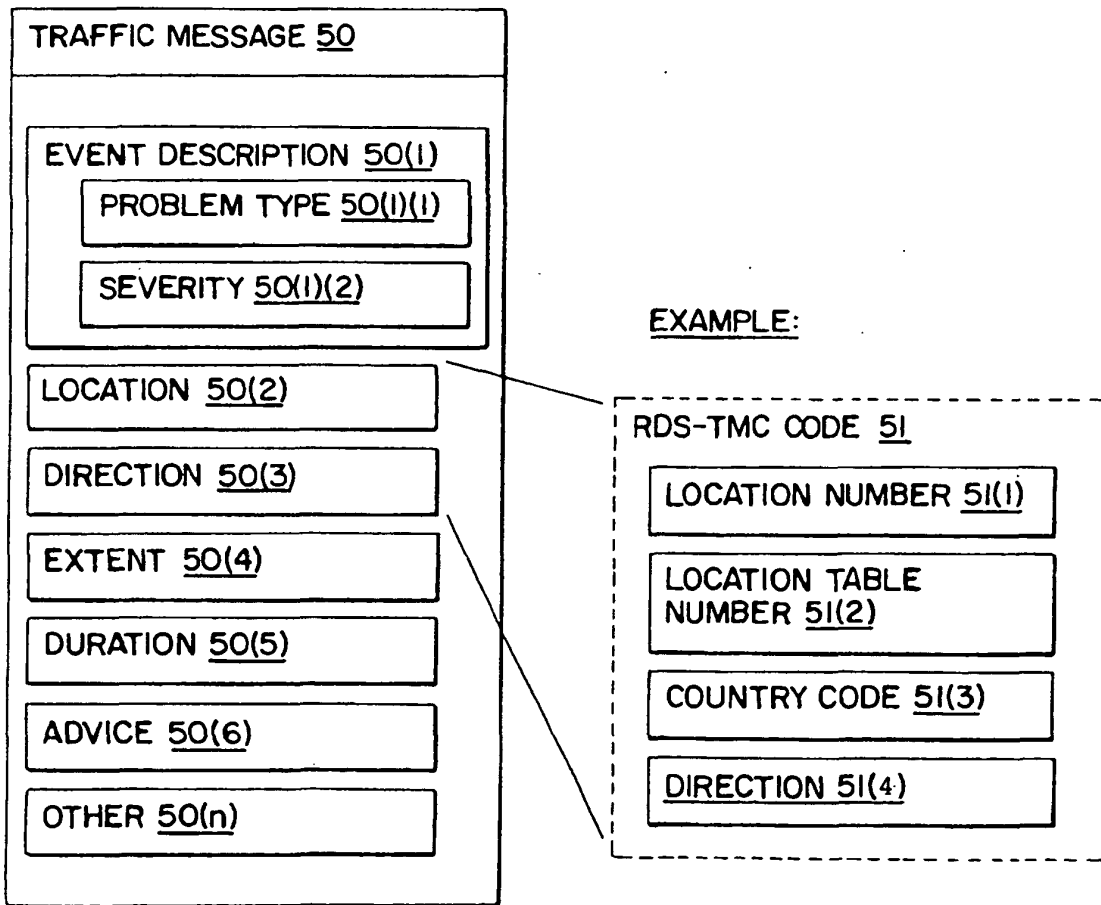 TRAFFIC MESSAGE 50
EVENT DESCRIPTION 50(1)
PROBLEM TYPE 50(1)(1)
SEVERITY 50(1)(2)
LOCATION 50(2)
DIRECTION 50(3)
EXTENT 50(4)
DURATION 50(5)
ADVICE 50(6)
OTHER 50(n)
EXAMPLE:
RDS-TMC CODE 51
LOCATION NUMBER 51(1)
LOCATION TABLE
NUMBER 51(2)
COUNTRY CODE 51(3)
DIRECTION 51(4)